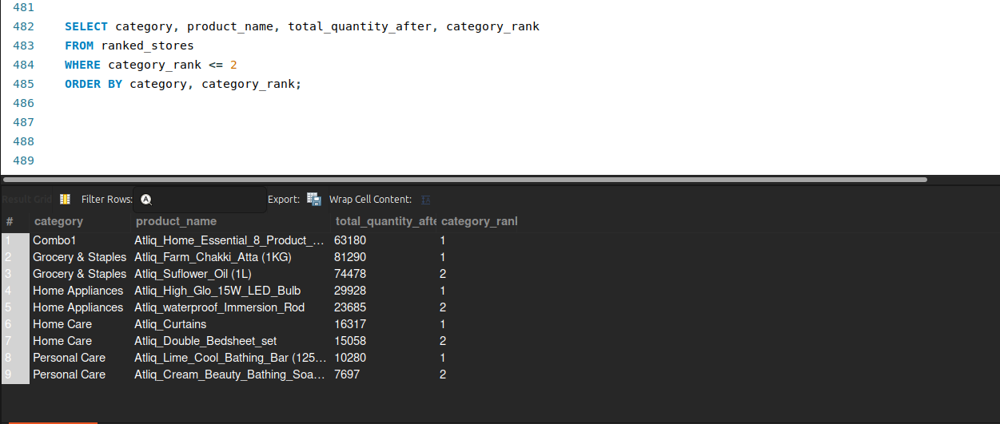 481
482 SELECT category, product_name, total_quantity_after, category_rank
483 FROM ranked_stores
484 WHERE category_rank <= 2
485 ORDER BY category, category_rank;
486
487
488
489
Result Grid Filter Rows: Export: Wrap Cell Content:
# category product_name total_quantity_afte category_ranl
1 Combo1 Atliq_Home_Essential_8_Product_... 63180 1
2 Grocery & Staples Atliq_Farm_Chakki_Atta (1KG) 81290 1
3 Grocery & Staples Atliq_Suflower_Oil (1L) 74478 2
4 Home Appliances Atliq_High_Glo_15W_LED_Bulb 29928 1
5 Home Appliances Atliq_waterproof_Immersion_Rod 23685 2
6 Home Care Atliq_Curtains 16317 1
7 Home Care Atliq_Double_Bedsheet_set 15058 2
8 Personal Care Atliq_Lime_Cool_Bathing_Bar (125... 10280 1
9 Personal Care Atliq_Cream_Beauty_Bathing_Soa... 7697 2